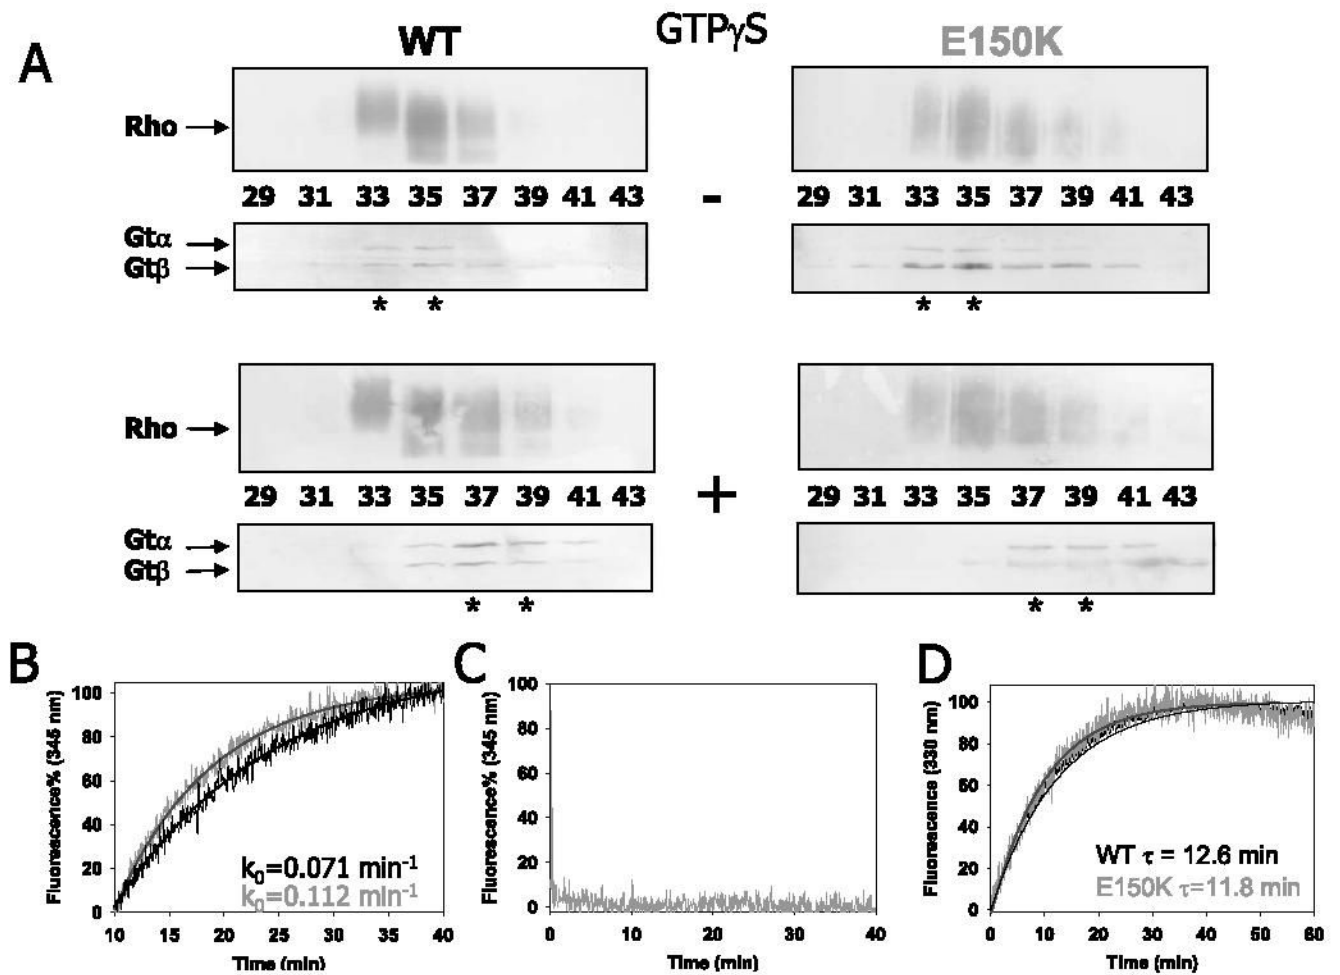 GTPγS
WT
E150K
A
Rho
29 31 33 35 37 39 41 43
-
29 31 33 35 37 39 41 43
Gtα
Gtβ
* *
* *
Rho
29 31 33 35 37 39 41 43
+
29 31 33 35 37 39 41 43
Gtα
Gtβ
* *
* *
B
Fluorescence% (345 nm)
100
80
60
40
20
0
k₀=0.071 min⁻¹
k₀=0.112 min⁻¹
10 15 20 25 30 35 40
Time (min)
C
Fluorescence% (345 nm)
100
80
60
40
20
0
0 10 20 30 40
Time (min)
D
Fluorescence (330 nm)
100
80
60
40
20
0
WT τ = 12.6 min
E150K τ=11.8 min
0 10 20 30 40 50 60
Time (min)